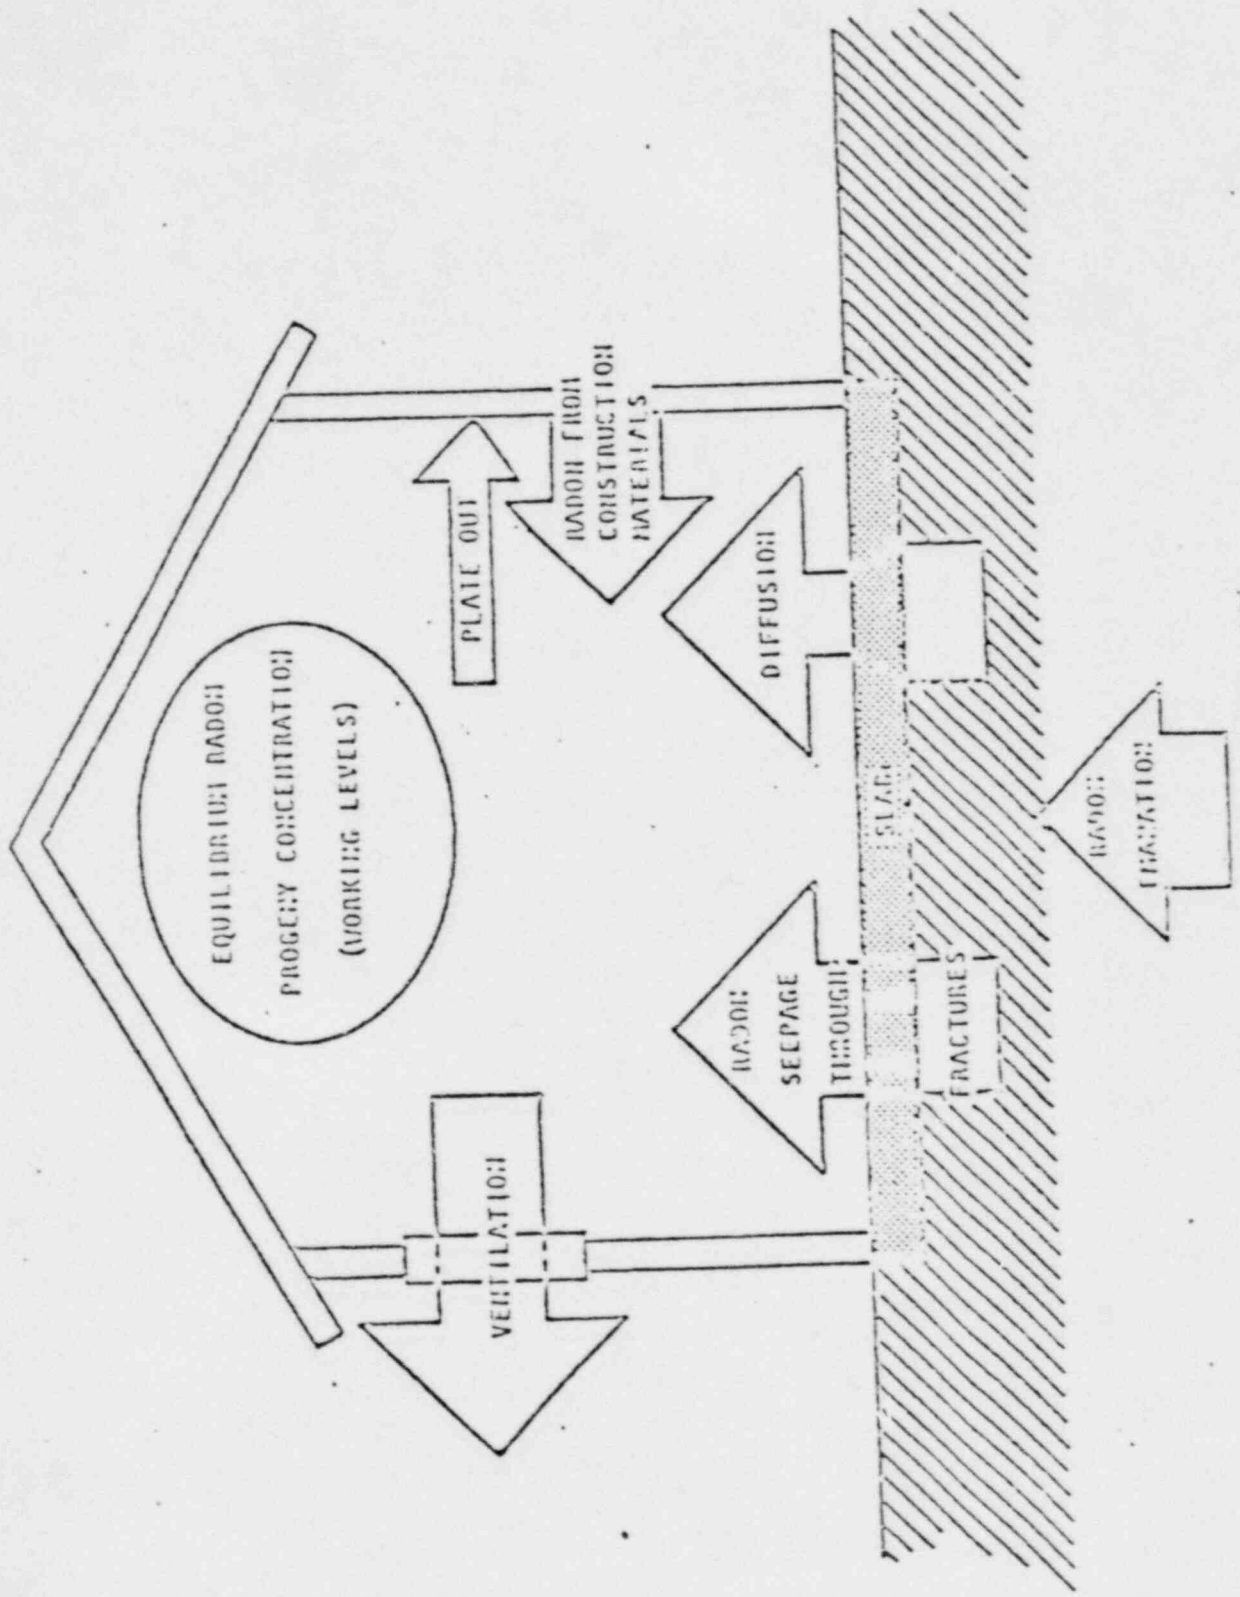 EQUILIBRIUM RADON
PROGENY CONCENTRATION
(WORKING LEVELS)
PLATE OUT
VENTILATION
RADON FROM
CONSTRUCTION
MATERIALS
DIFFUSION
RADON
SEEPAGE
THROUGH
FRACTURES
SLAB
RADON
EMANATION